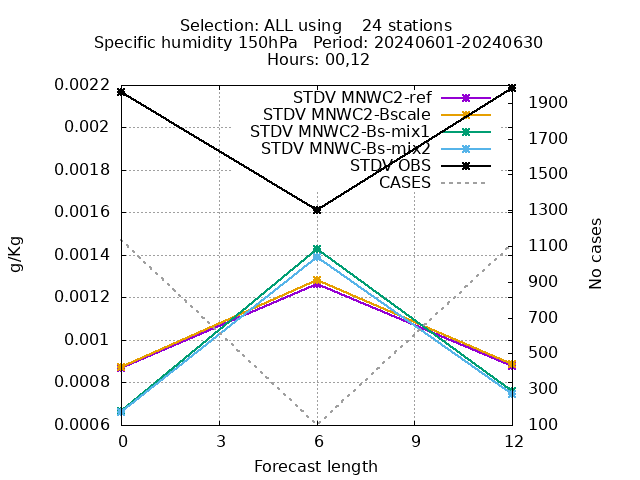 Selection: ALL using    24 stations
Specific humidity 150hPa   Period: 20240601-20240630
Hours: 00,12
STDV MNWC2-ref
STDV MNWC2-Bscale
STDV MNWC2-Bs-mix1
STDV MNWC-Bs-mix2
STDV OBS
CASES
g/Kg
0.0022
0.002
0.0018
0.0016
0.0014
0.0012
0.001
0.0008
0.0006
1900
1700
1500
1300
1100
900
700
500
300
100
No cases
0 3 6 9 12
Forecast length